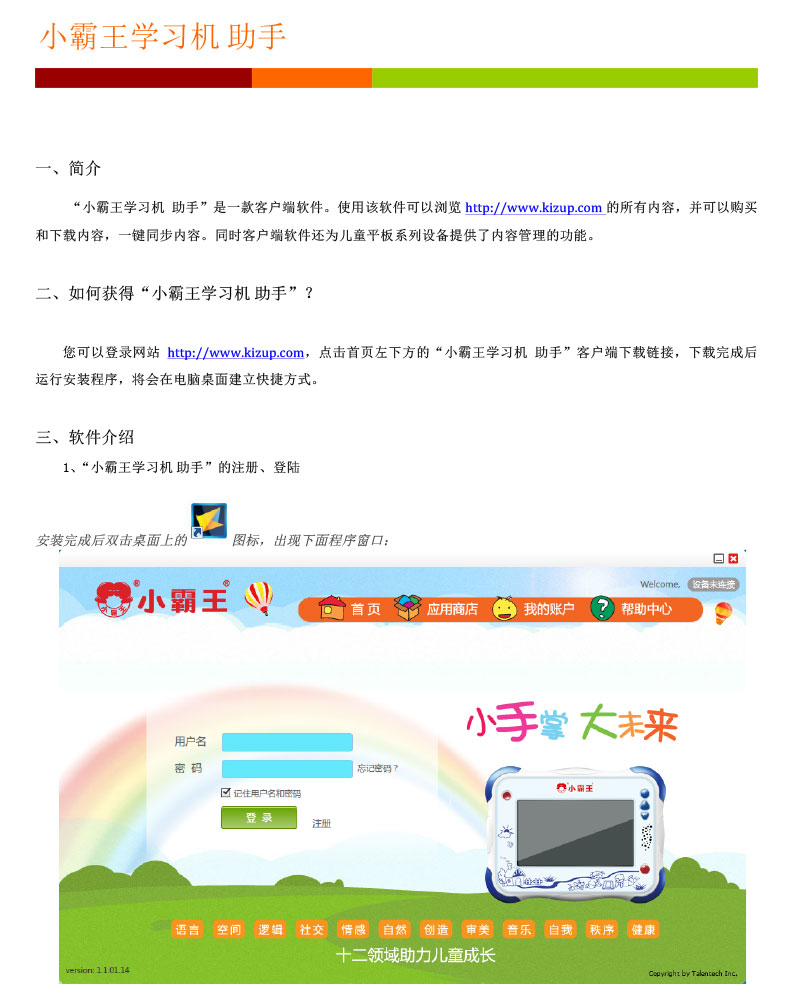 小霸王学习机 助手
一、简介
“小霸王学习机 助手”是一款客户端软件。使用该软件可以浏览 http://www.kizup.com 的所有内容，并可以购买
和下载内容，一键同步内容。同时客户端软件还为儿童平板系列设备提供了内容管理的功能。
二、如何获得“小霸王学习机 助手”？
您可以登录网站 http://www.kizup.com，点击首页左下方的“小霸王学习机 助手”客户端下载链接，下载完成后
运行安装程序，将会在电脑桌面建立快捷方式。
三、软件介绍
1、“小霸王学习机 助手”的注册、登陆
安装完成后双击桌面上的 图标，出现下面程序窗口：
Welcome, 设备未连接
小霸王® 小霸王®
首页 应用商店 我的账户 帮助中心
小手掌 大未来
用户名
密 码 忘记密码？
记住用户名和密码
登 录 注册
小霸王®
语言 空间 逻辑 社交 情感 自然 创造 审美 音乐 自我 秩序 健康
十二领域助力儿童成长
version: 1.1.01.14
Copyright by Talentech Inc.